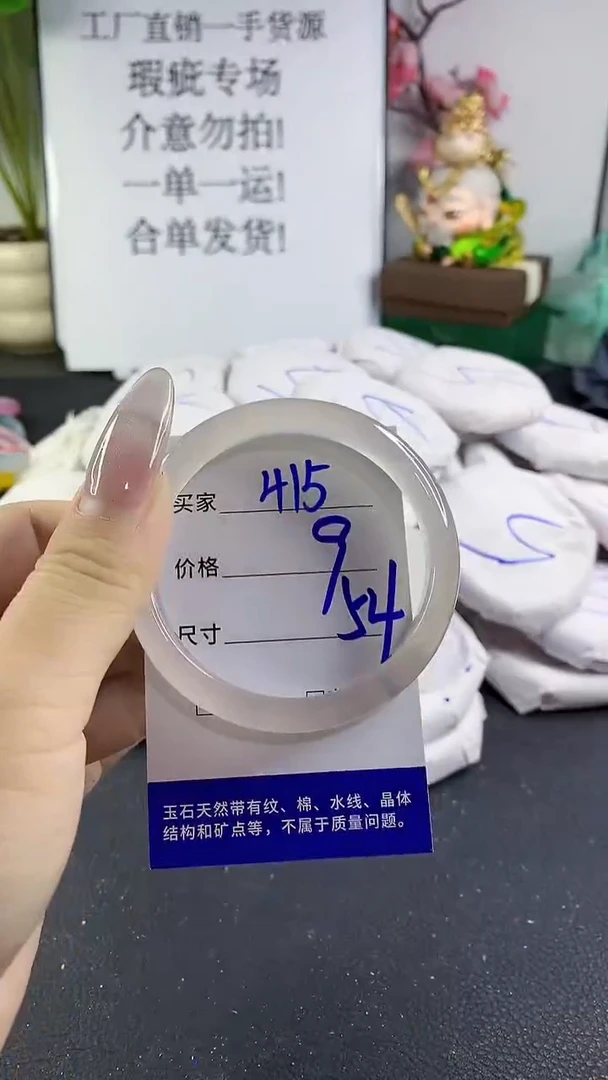 工厂直销一手货源
瑕疵专场
介意勿拍!
一单一运!
合单发货!
买家 415
价格 9
尺寸 54
玉石天然带有纹、棉、水线、晶体
结构和矿点等，不属于质量问题。